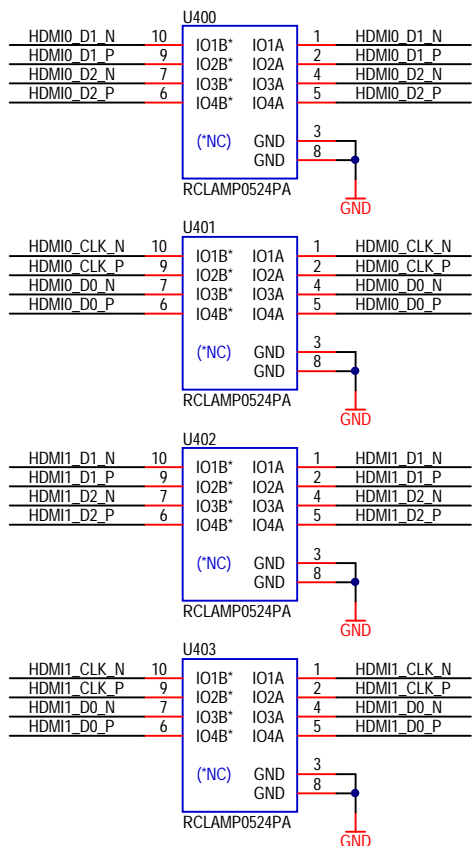 U400
HDMI0_D1_N 10 IO1B* IO1A 1 HDMI0_D1_N
HDMI0_D1_P 9 IO2B* IO2A 2 HDMI0_D1_P
HDMI0_D2_N 7 IO3B* IO3A 4 HDMI0_D2_N
HDMI0_D2_P 6 IO4B* IO4A 5 HDMI0_D2_P
(*NC) GND 3
GND 8
RCLAMP0524PA
GND
U401
HDMI0_CLK_N 10 IO1B* IO1A 1 HDMI0_CLK_N
HDMI0_CLK_P 9 IO2B* IO2A 2 HDMI0_CLK_P
HDMI0_D0_N 7 IO3B* IO3A 4 HDMI0_D0_N
HDMI0_D0_P 6 IO4B* IO4A 5 HDMI0_D0_P
(*NC) GND 3
GND 8
RCLAMP0524PA
GND
U402
HDMI1_D1_N 10 IO1B* IO1A 1 HDMI1_D1_N
HDMI1_D1_P 9 IO2B* IO2A 2 HDMI1_D1_P
HDMI1_D2_N 7 IO3B* IO3A 4 HDMI1_D2_N
HDMI1_D2_P 6 IO4B* IO4A 5 HDMI1_D2_P
(*NC) GND 3
GND 8
RCLAMP0524PA
GND
U403
HDMI1_CLK_N 10 IO1B* IO1A 1 HDMI1_CLK_N
HDMI1_CLK_P 9 IO2B* IO2A 2 HDMI1_CLK_P
HDMI1_D0_N 7 IO3B* IO3A 4 HDMI1_D0_N
HDMI1_D0_P 6 IO4B* IO4A 5 HDMI1_D0_P
(*NC) GND 3
GND 8
RCLAMP0524PA
GND